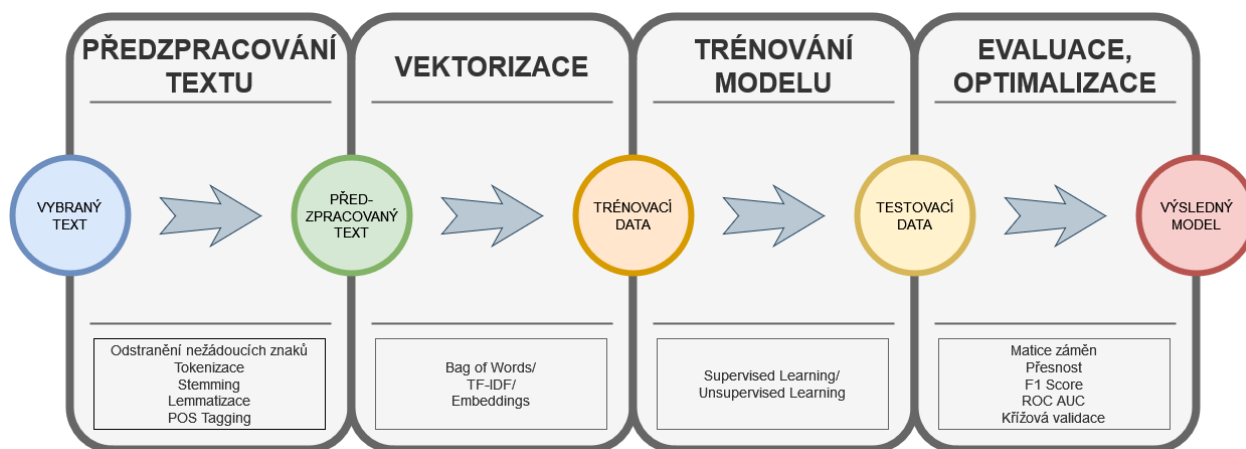 PŘEDZPRACOVÁNÍ
TEXTU
VEKTORIZACE
TRÉNOVÁNÍ
MODELU
EVALUACE,
OPTIMALIZACE
VYBRANÝ
TEXT
PŘED-
ZPRACOVANÝ
TEXT
TRÉNOVACÍ
DATA
TESTOVACÍ
DATA
VÝSLEDNÝ
MODEL
Odstranění nežádoucích znaků
Tokenizace
Stemming
Lemmatizace
POS Tagging
Bag of Words/
TF-IDF/
Embeddings
Supervised Learning/
Unsupervised Learning
Matice záměn
Přesnost
F1 Score
ROC AUC
Křížová validace